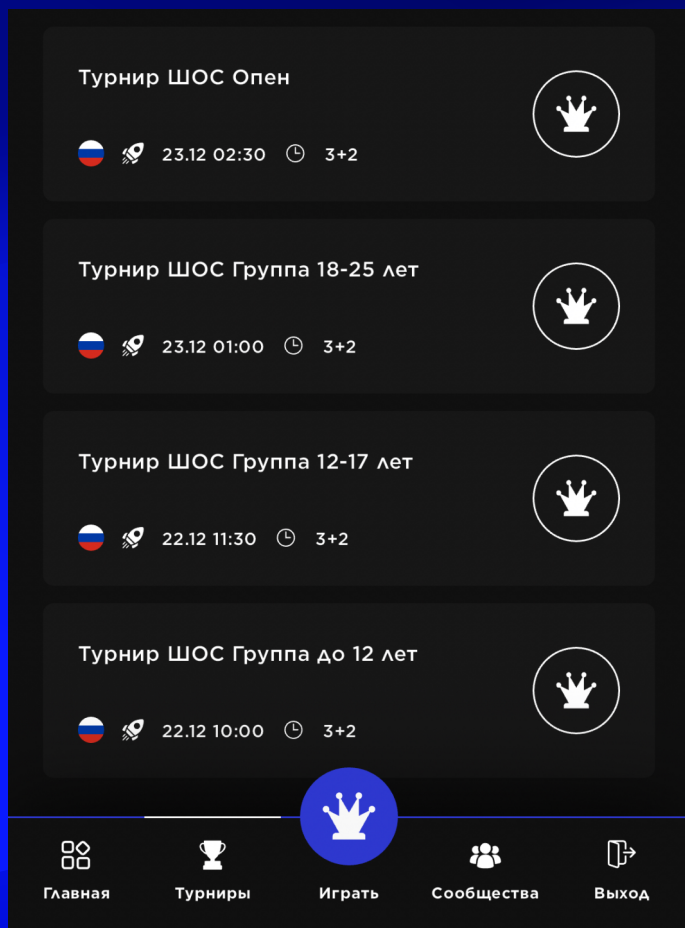 Турнир ШОС Опен
23.12 02:30 3+2
Турнир ШОС Группа 18-25 лет
23.12 01:00 3+2
Турнир ШОС Группа 12-17 лет
22.12 11:30 3+2
Турнир ШОС Группа до 12 лет
22.12 10:00 3+2
Главная Турниры Играть Сообщества Выход